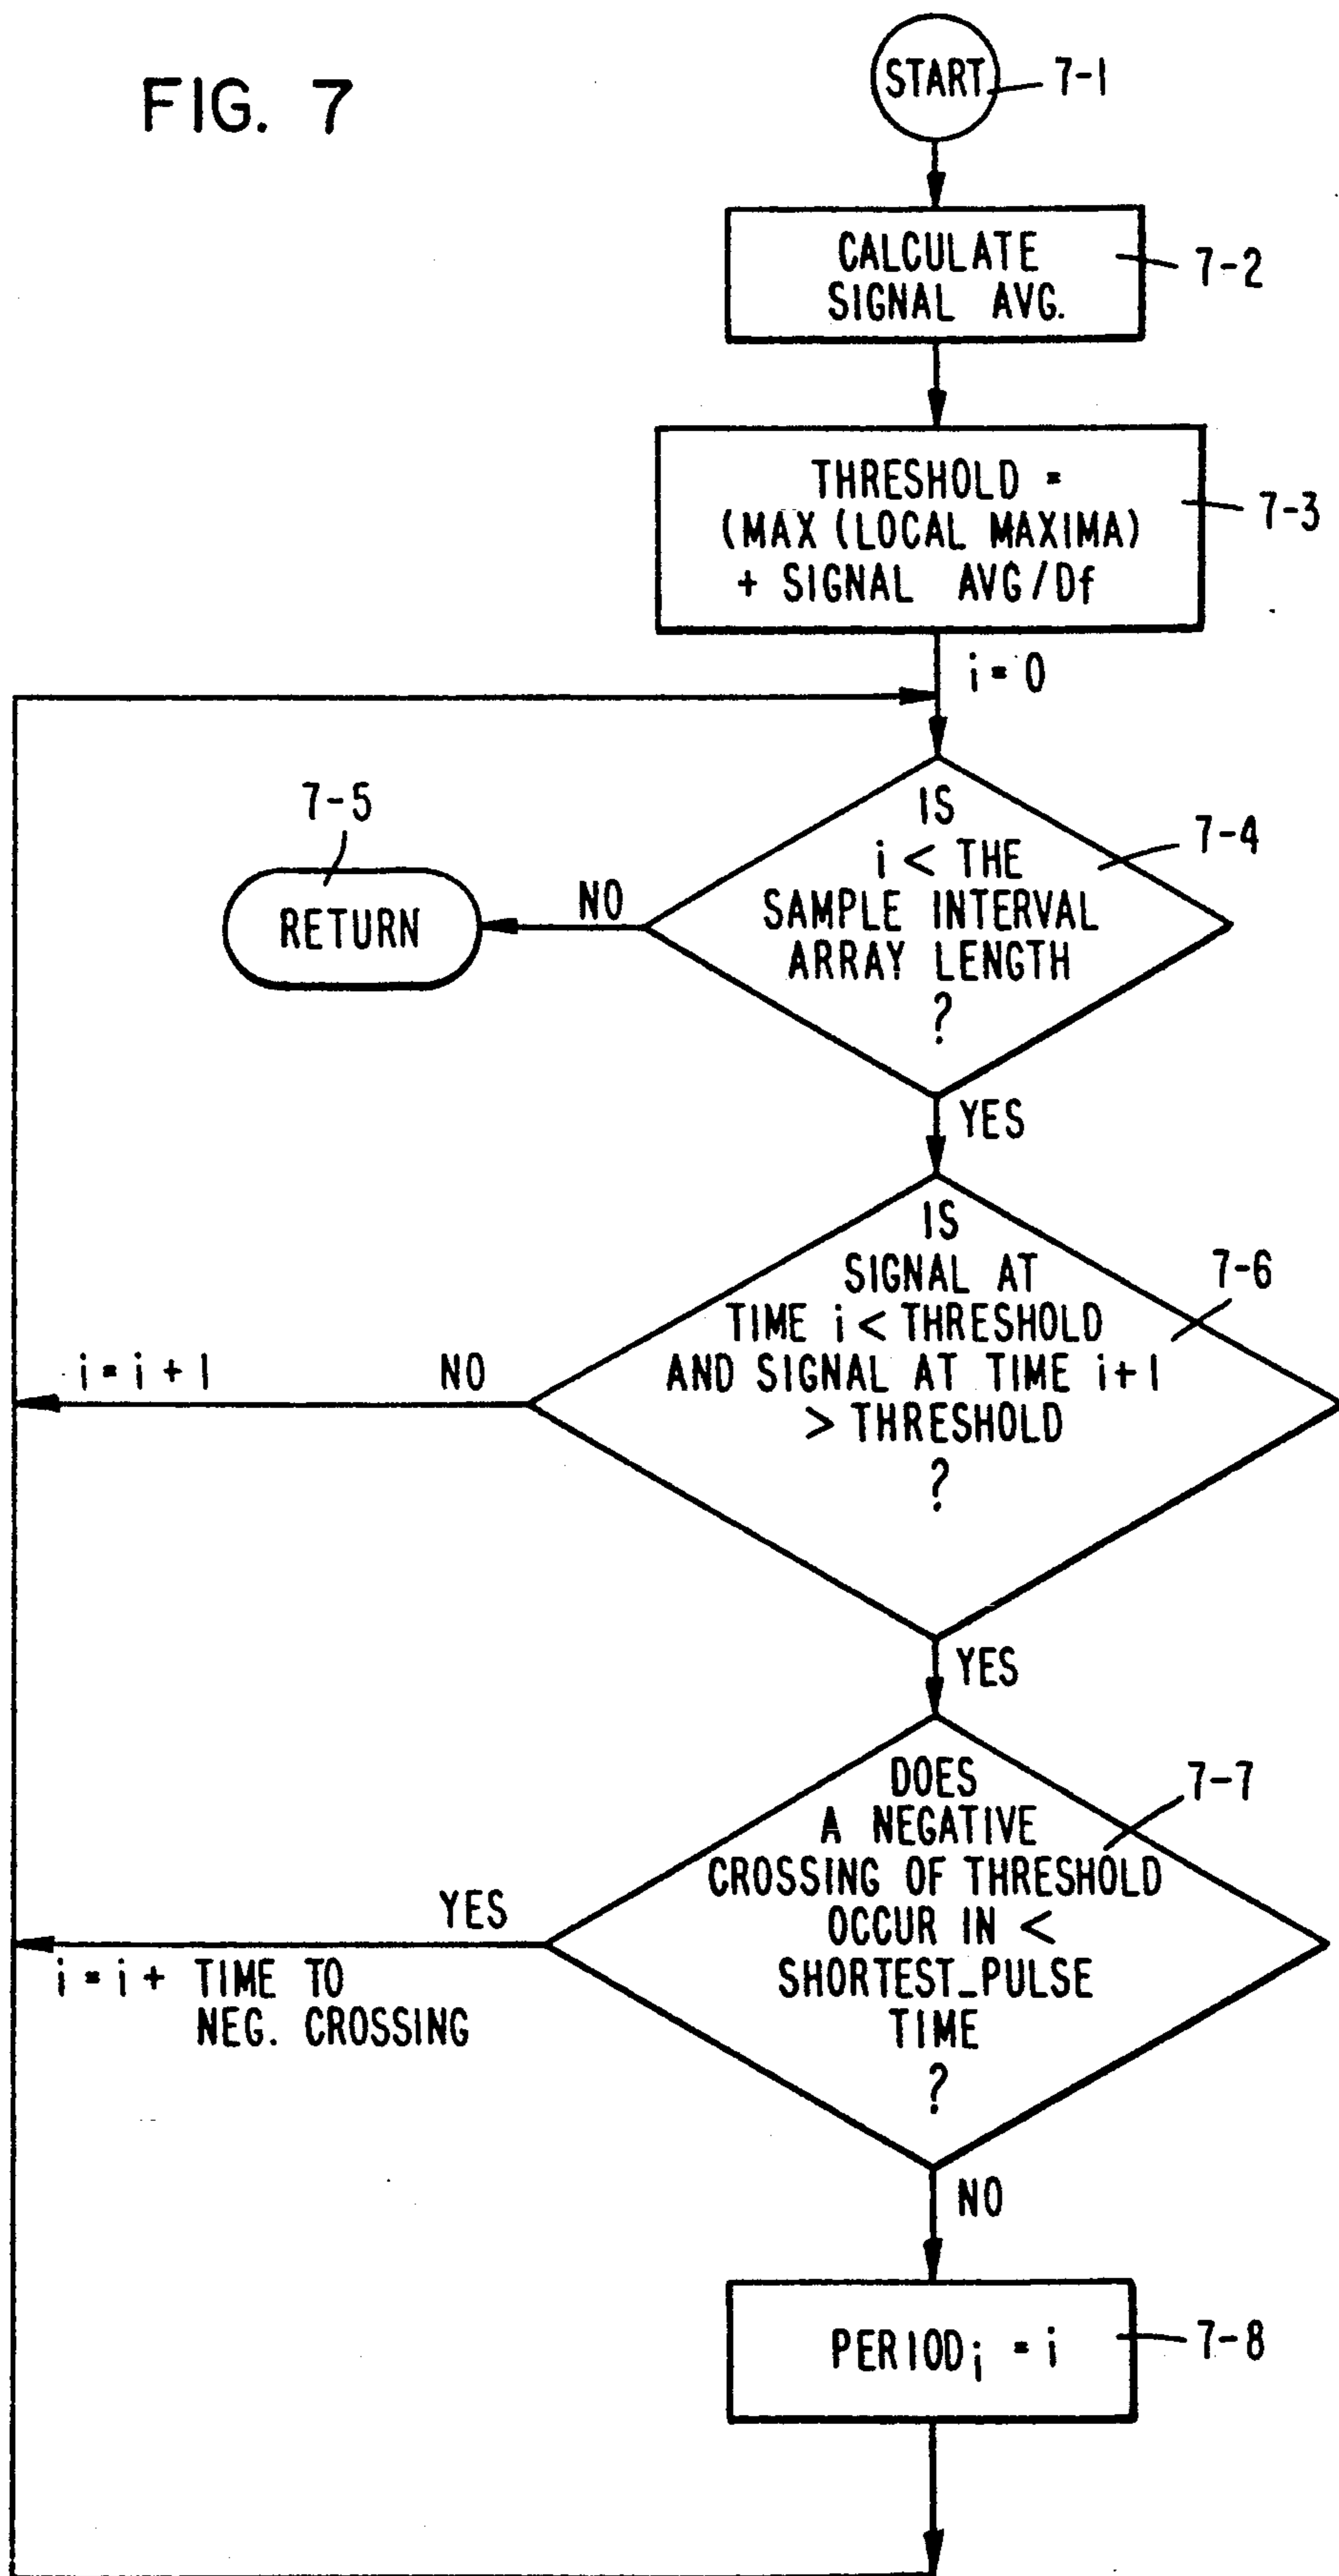 FIG. 7
START
7-1
CALCULATE
SIGNAL AVG.
7-2
THRESHOLD =
(MAX (LOCAL MAXIMA)
+ SIGNAL AVG/Df
7-3
i = 0
7-5
RETURN
NO
IS
i < THE
SAMPLE INTERVAL
ARRAY LENGTH
?
7-4
YES
IS
SIGNAL AT
TIME i < THRESHOLD
AND SIGNAL AT TIME i+1
> THRESHOLD
?
7-6
i = i + 1
NO
YES
DOES
A NEGATIVE
CROSSING OF THRESHOLD
OCCUR IN <
SHORTEST_PULSE
TIME
?
7-7
YES
i = i + TIME TO
NEG. CROSSING
NO
PERIODi = i
7-8